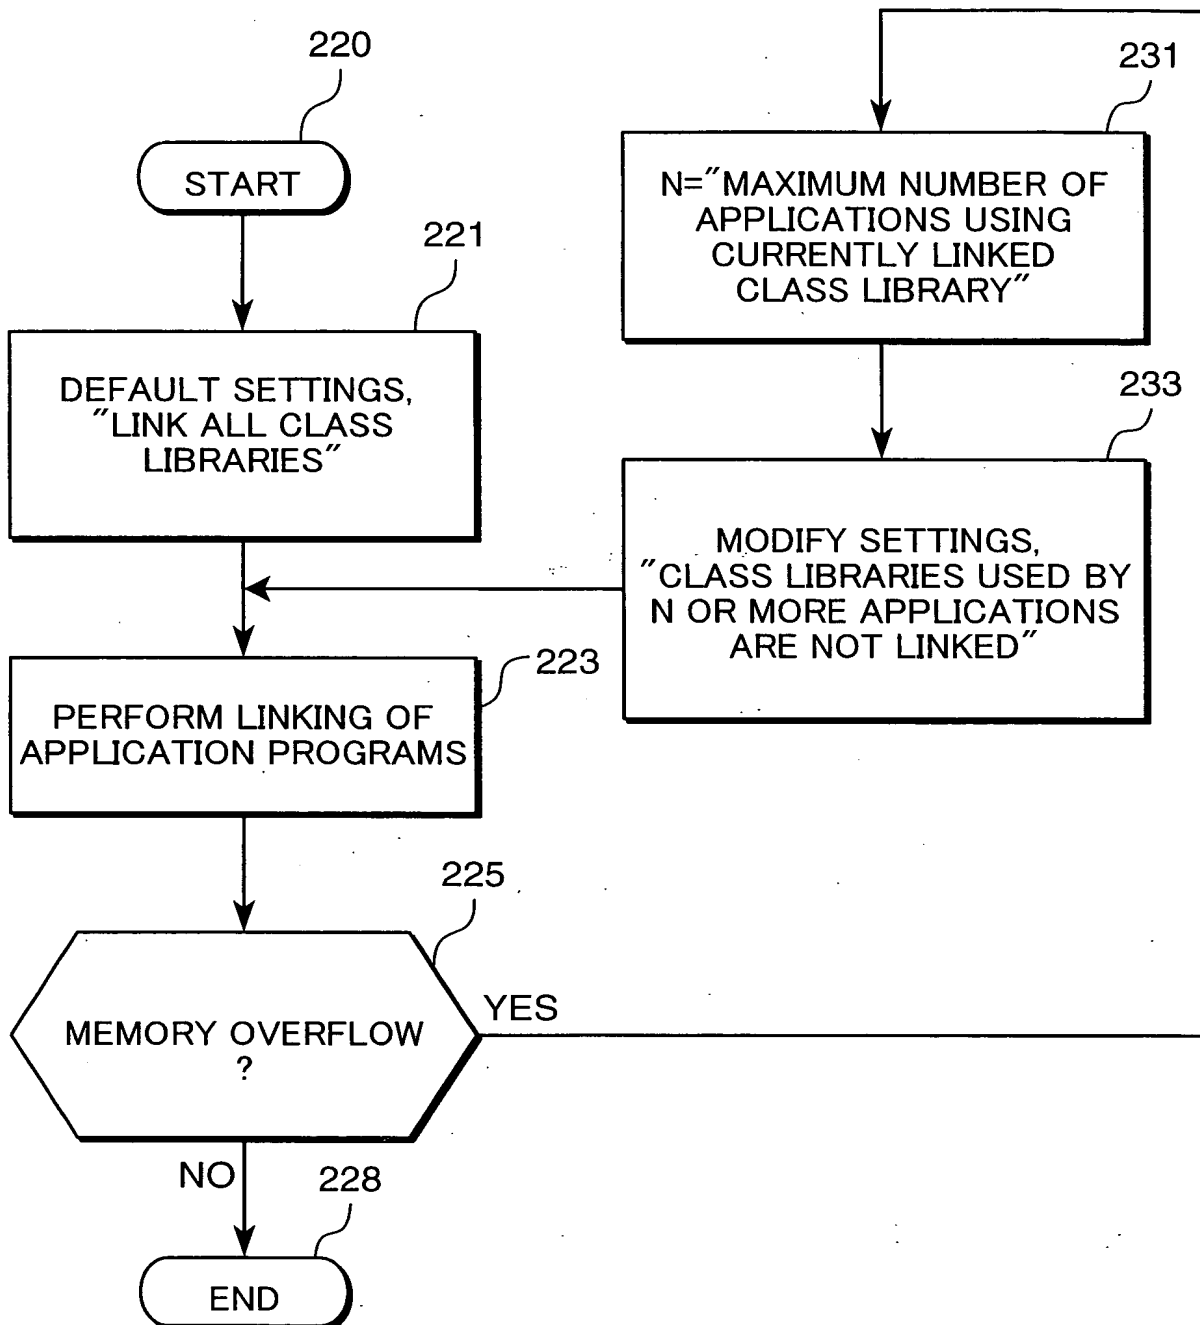 220
START
221
DEFAULT SETTINGS,
"LINK ALL CLASS
LIBRARIES"
223
PERFORM LINKING OF
APPLICATION PROGRAMS
225
MEMORY OVERFLOW
?
YES
NO
228
END
231
N="MAXIMUM NUMBER OF
APPLICATIONS USING
CURRENTLY LINKED
CLASS LIBRARY"
233
MODIFY SETTINGS,
"CLASS LIBRARIES USED BY
N OR MORE APPLICATIONS
ARE NOT LINKED"